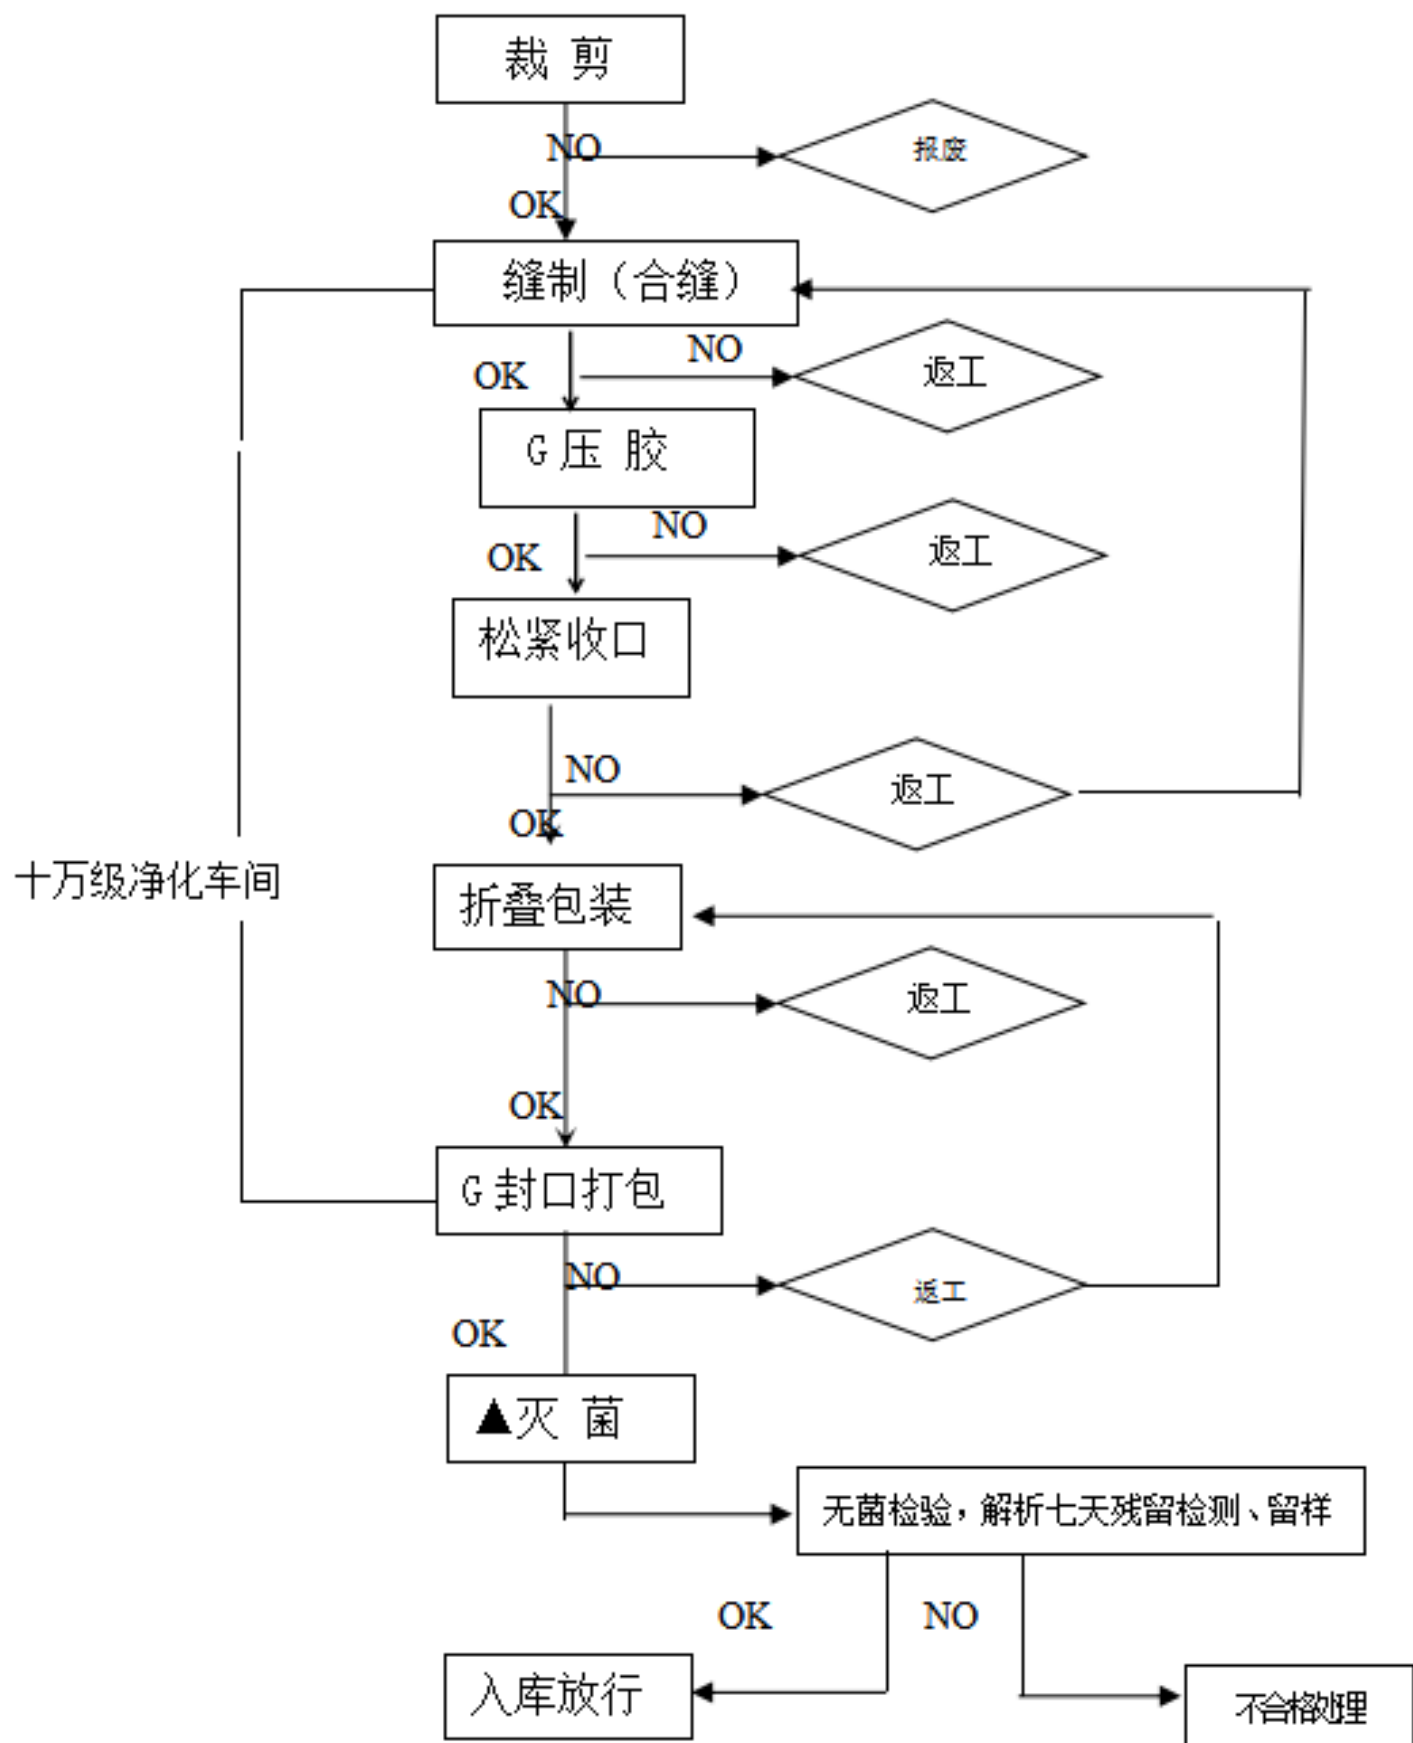 裁 剪
NO
报废
OK
缝制（合缝）
NO
OK
返工
G 压 胶
NO
OK
返工
松紧收口
NO
返工
OK
十万级净化车间
折叠包装
NO
返工
OK
G 封口打包
NO
返工
OK
▲灭 菌
无菌检验，解析七天残留检测、留样
OK
NO
入库放行
不合格处理